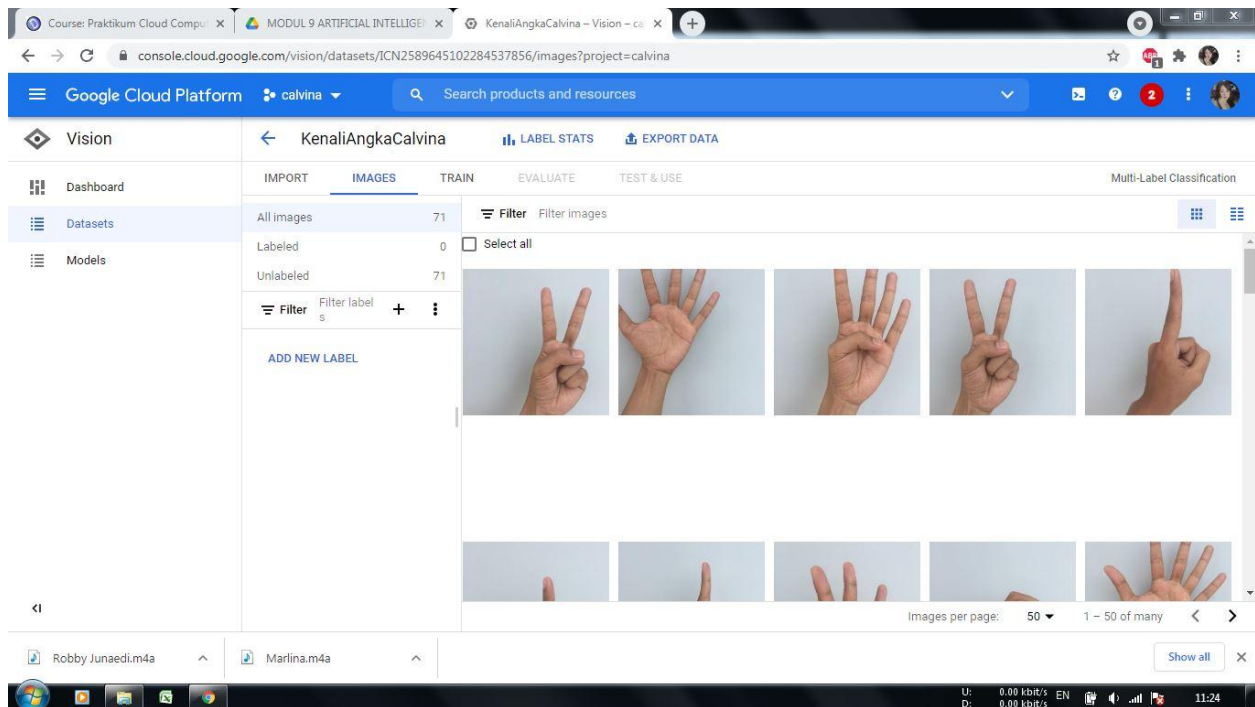 Course: Praktikum Cloud Compu
MODUL 9 ARTIFICIAL INTELLIGEN
KenaliAngkaCalvina – Vision – ca
console.cloud.google.com/vision/datasets/ICN2589645102284537856/images?project=calvina
ABP
1
Google Cloud Platform
calvina
Search products and resources
2
Vision
KenaliAngkaCalvina
LABEL STATS
EXPORT DATA
Dashboard
Datasets
Models
IMPORT
IMAGES
TRAIN
EVALUATE
TEST & USE
Multi-Label Classification
All images 71
Labeled 0
Unlabeled 71
Filter
Filter label
s
ADD NEW LABEL
Filter Filter images
Select all
Images per page: 50
1 – 50 of many
Robby Junaedi.m4a
Marlina.m4a
Show all
U: 0.00 kbit/s
D: 0.00 kbit/s
EN
11:24